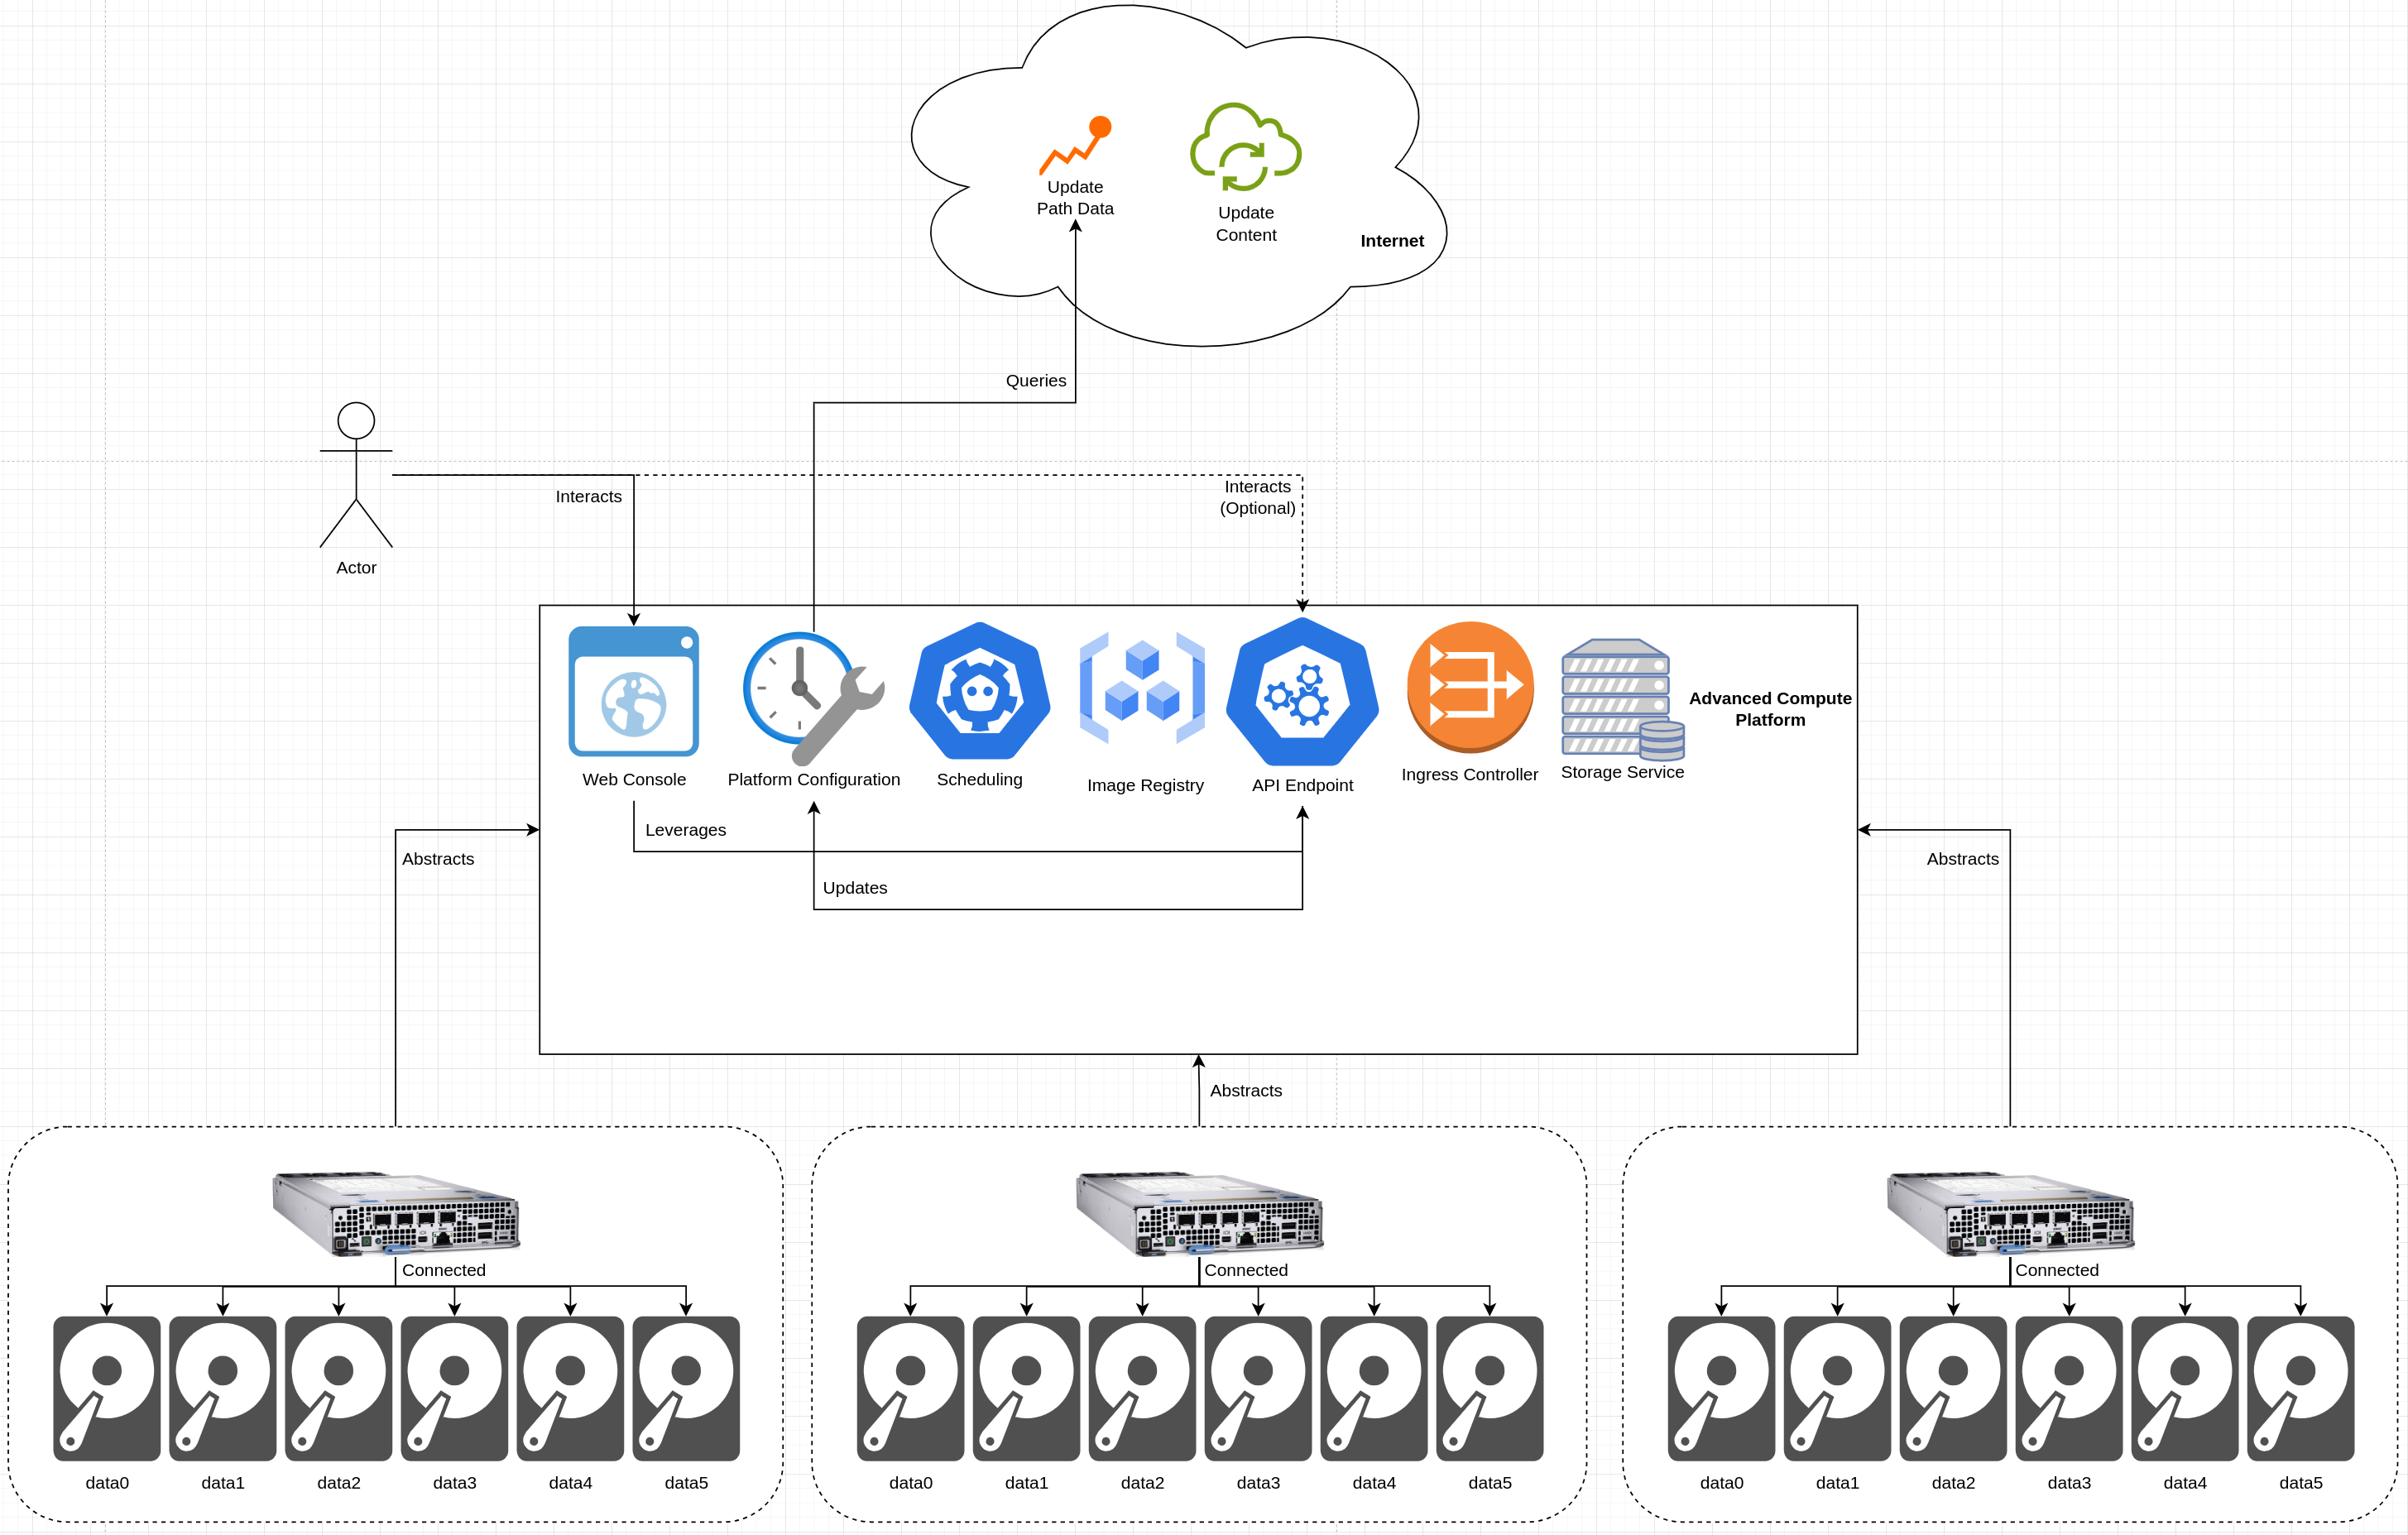 Update
Path Data
Update
Content
Internet
Queries
Interacts
Interacts
(Optional)
Actor
Advanced Compute
Platform
Web Console
Platform Configuration
Scheduling
Image Registry
API Endpoint
Ingress Controller
Storage Service
Leverages
Updates
Abstracts
Abstracts
Abstracts
Connected
Connected
Connected
data0
data1
data2
data3
data4
data5
data0
data1
data2
data3
data4
data5
data0
data1
data2
data3
data4
data5